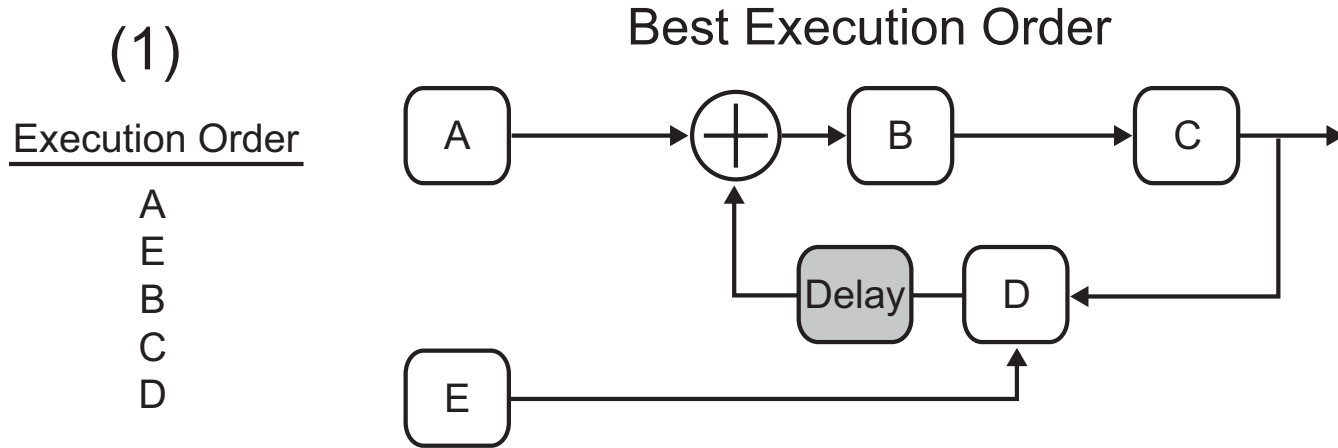 (1)
Execution Order
A
E
B
C
D
Best Execution Order
A
B
C
Delay
D
E